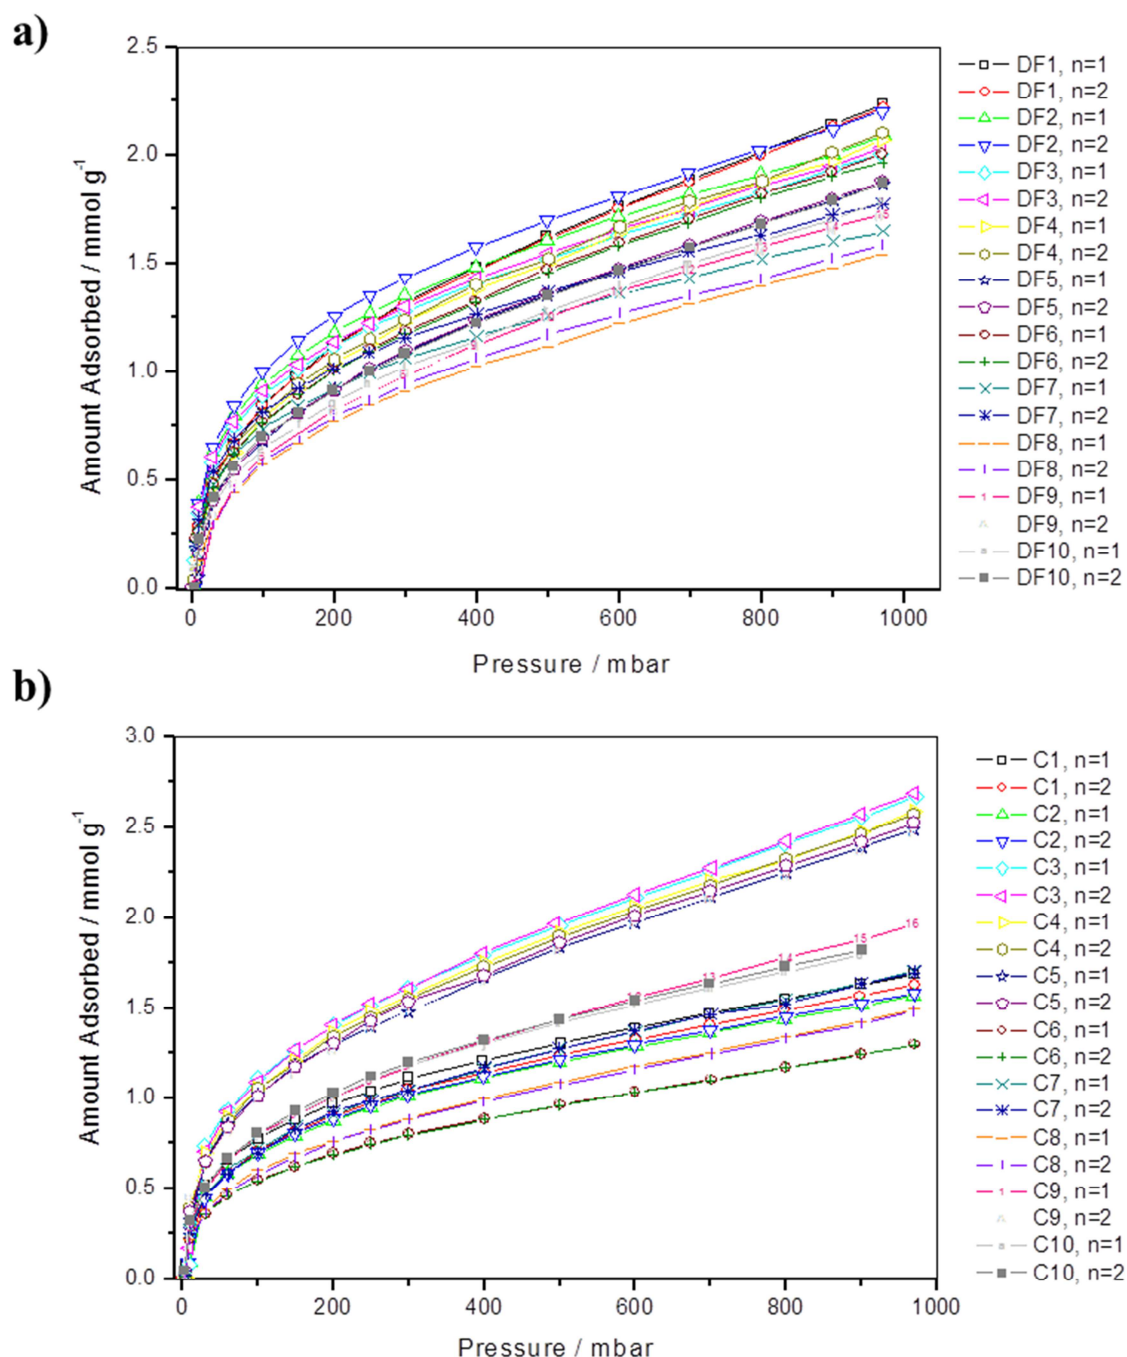 a)
2.5
2.0
1.5
1.0
0.5
0.0
Amount Adsorbed / mmol g⁻¹
0 200 400 600 800 1000
Pressure / mbar
DF1, n=1
DF1, n=2
DF2, n=1
DF2, n=2
DF3, n=1
DF3, n=2
DF4, n=1
DF4, n=2
DF5, n=1
DF5, n=2
DF6, n=1
DF6, n=2
DF7, n=1
DF7, n=2
DF8, n=1
DF8, n=2
DF9, n=1
DF9, n=2
DF10, n=1
DF10, n=2
b)
3.0
2.5
2.0
1.5
1.0
0.5
0.0
Amount Adsorbed / mmol g⁻¹
0 200 400 600 800 1000
Pressure / mbar
C1, n=1
C1, n=2
C2, n=1
C2, n=2
C3, n=1
C3, n=2
C4, n=1
C4, n=2
C5, n=1
C5, n=2
C6, n=1
C6, n=2
C7, n=1
C7, n=2
C8, n=1
C8, n=2
C9, n=1
C9, n=2
C10, n=1
C10, n=2
15
16